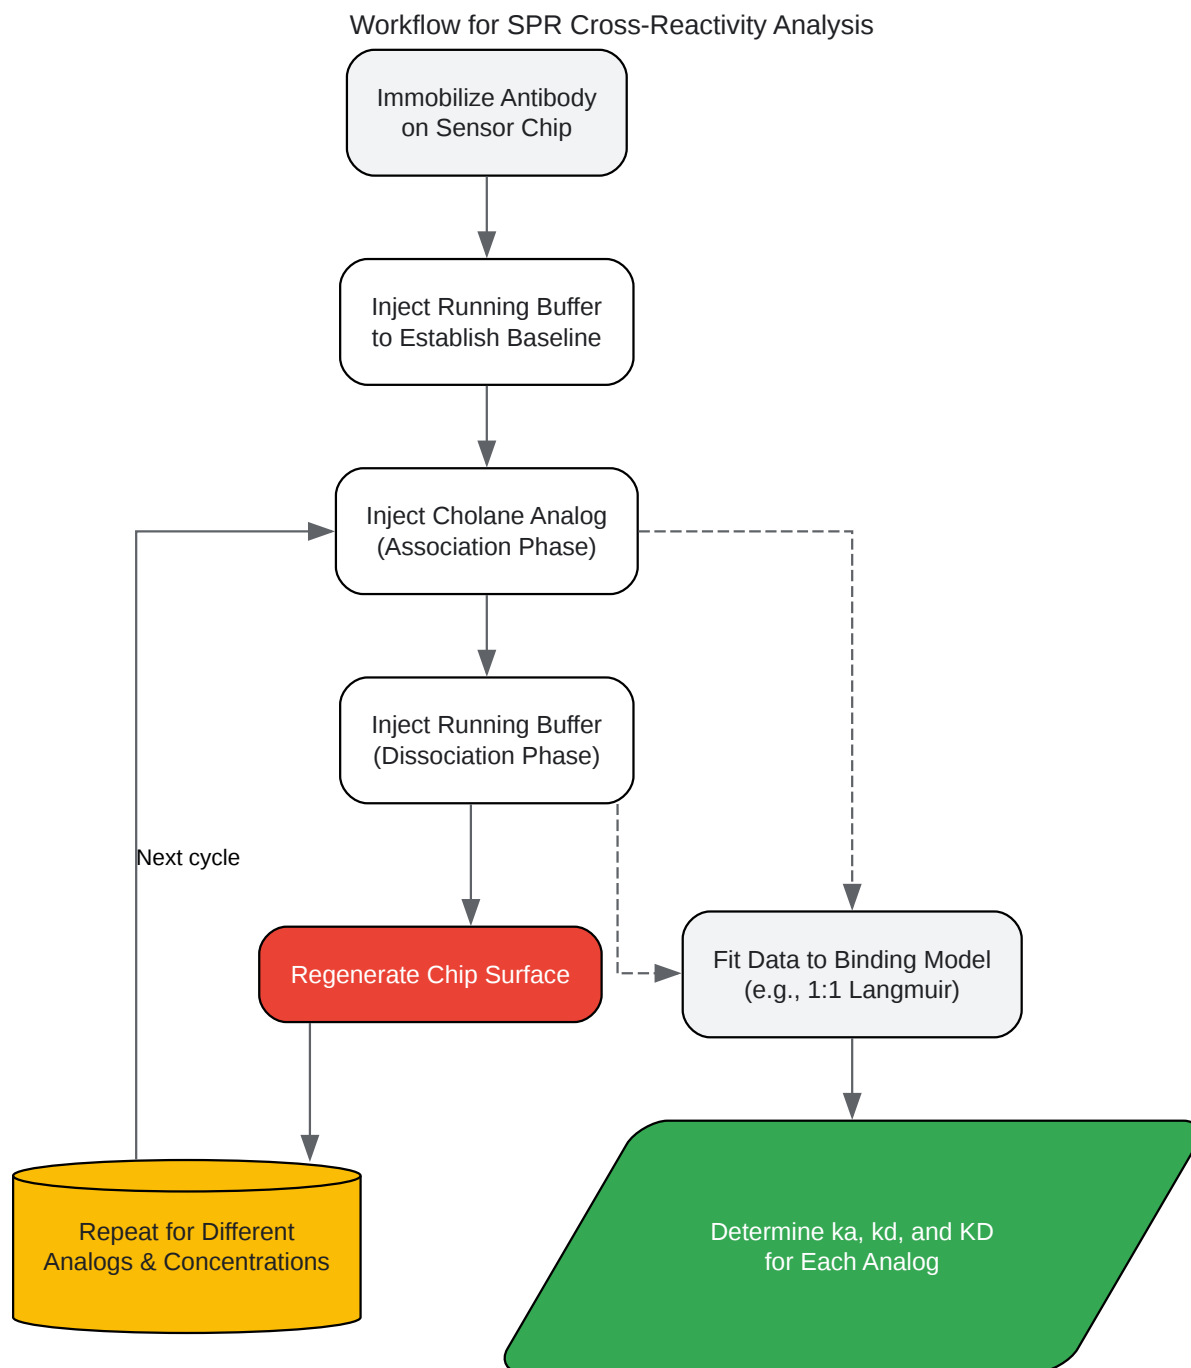 Workflow for SPR Cross-Reactivity Analysis
Immobilize Antibody
on Sensor Chip
Inject Running Buffer
to Establish Baseline
Inject Cholane Analog
(Association Phase)
Inject Running Buffer
(Dissociation Phase)
Next cycle
Regenerate Chip Surface
Fit Data to Binding Model
(e.g., 1:1 Langmuir)
Repeat for Different
Analogs & Concentrations
Determine ka, kd, and KD
for Each Analog